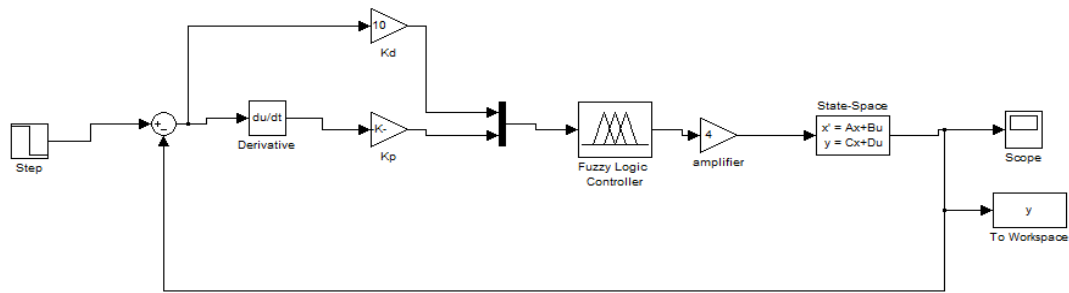 10
Kd
+
-
Step
du/dt
Derivative
-K-
Kp
Fuzzy Logic
Controller
4
amplifier
State-Space
x' = Ax+Bu
y = Cx+Du
Scope
y
To Workspace